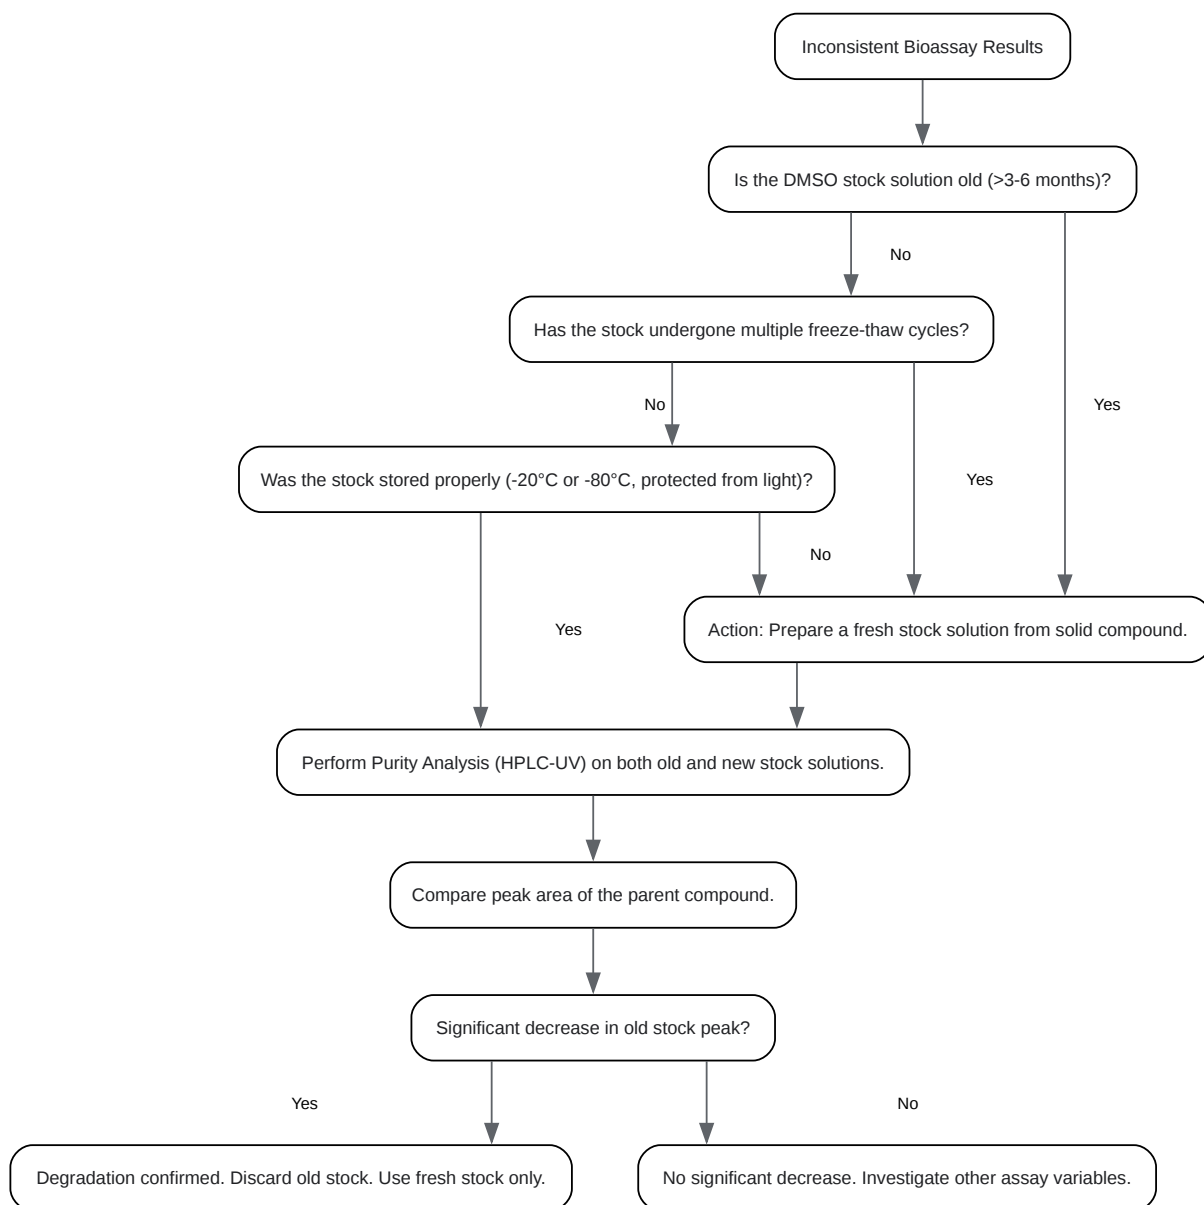 Inconsistent Bioassay Results
Is the DMSO stock solution old (>3-6 months)?
No
Has the stock undergone multiple freeze-thaw cycles?
No
Yes
Was the stock stored properly (-20°C or -80°C, protected from light)?
Yes
No
Yes
Action: Prepare a fresh stock solution from solid compound.
Perform Purity Analysis (HPLC-UV) on both old and new stock solutions.
Compare peak area of the parent compound.
Significant decrease in old stock peak?
Yes
No
Degradation confirmed. Discard old stock. Use fresh stock only.
No significant decrease. Investigate other assay variables.